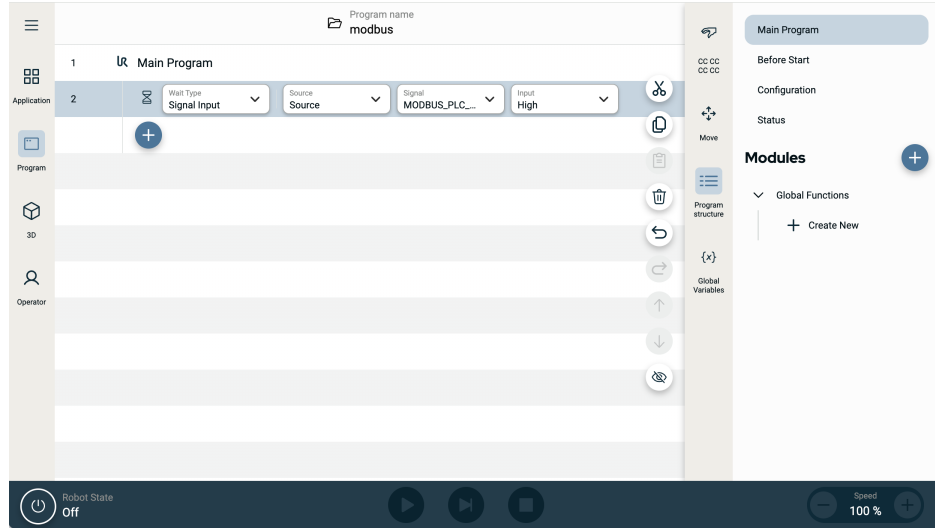 Program name
modbus
Application
Program
3D
Operator
1 Main Program
2
Wait Type
Signal Input
Source
Source
Signal
MODBUS_PLC_...
Input
High
CC CC
CC CC
Move
Program
structure
{x}
Global
Variables
Main Program
Before Start
Configuration
Status
Modules
Global Functions
Create New
Robot State
Off
Speed
100 %